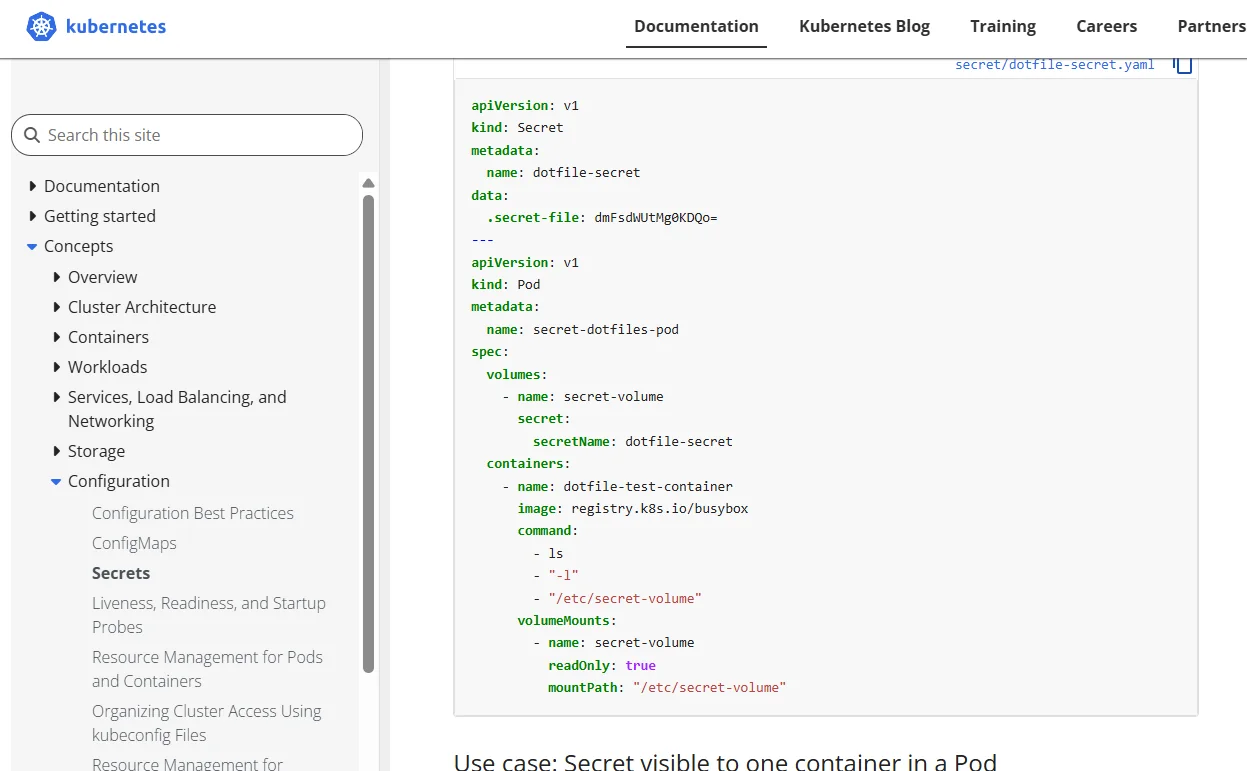 kubernetes
Documentation Kubernetes Blog Training Careers Partners
Search this site
Documentation
Getting started
Concepts
Overview
Cluster Architecture
Containers
Workloads
Services, Load Balancing, and
Networking
Storage
Configuration
Configuration Best Practices
ConfigMaps
Secrets
Liveness, Readiness, and Startup
Probes
Resource Management for Pods
and Containers
Organizing Cluster Access Using
kubeconfig Files
Resource Management for
secret/dotfile-secret.yaml
apiVersion: v1
kind: Secret
metadata:
  name: dotfile-secret
data:
  .secret-file: dmFsdWUtMg0KDQo=
---
apiVersion: v1
kind: Pod
metadata:
  name: secret-dotfiles-pod
spec:
  volumes:
    - name: secret-volume
      secret:
        secretName: dotfile-secret
  containers:
    - name: dotfile-test-container
      image: registry.k8s.io/busybox
      command:
        - ls
        - "-l"
        - "/etc/secret-volume"
      volumeMounts:
        - name: secret-volume
          readOnly: true
          mountPath: "/etc/secret-volume"
Use case: Secret visible to one container in a Pod